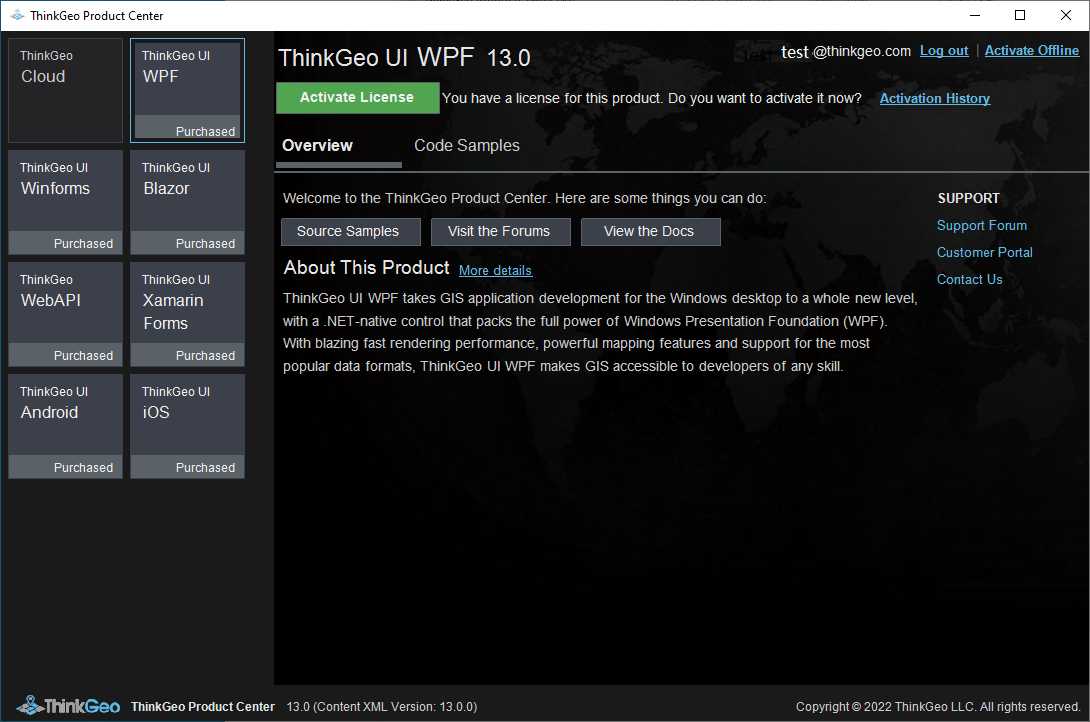 ThinkGeo Product Center
ThinkGeo
Cloud
ThinkGeo UI
WPF
Purchased
ThinkGeo UI
Winforms
Purchased
ThinkGeo UI
Blazor
Purchased
ThinkGeo
WebAPI
Purchased
ThinkGeo UI
Xamarin
Forms
Purchased
ThinkGeo UI
Android
Purchased
ThinkGeo UI
iOS
Purchased
ThinkGeo UI WPF 13.0
test @thinkgeo.com Log out | Activate Offline
Activate License You have a license for this product. Do you want to activate it now? Activation History
Overview Code Samples
Welcome to the ThinkGeo Product Center. Here are some things you can do:
Source Samples Visit the Forums View the Docs
About This Product More details
ThinkGeo UI WPF takes GIS application development for the Windows desktop to a whole new level,
with a .NET-native control that packs the full power of Windows Presentation Foundation (WPF).
With blazing fast rendering performance, powerful mapping features and support for the most
popular data formats, ThinkGeo UI WPF makes GIS accessible to developers of any skill.
SUPPORT
Support Forum
Customer Portal
Contact Us
ThinkGeo ThinkGeo Product Center 13.0 (Content XML Version: 13.0.0) Copyright © 2022 ThinkGeo LLC. All rights reserved.